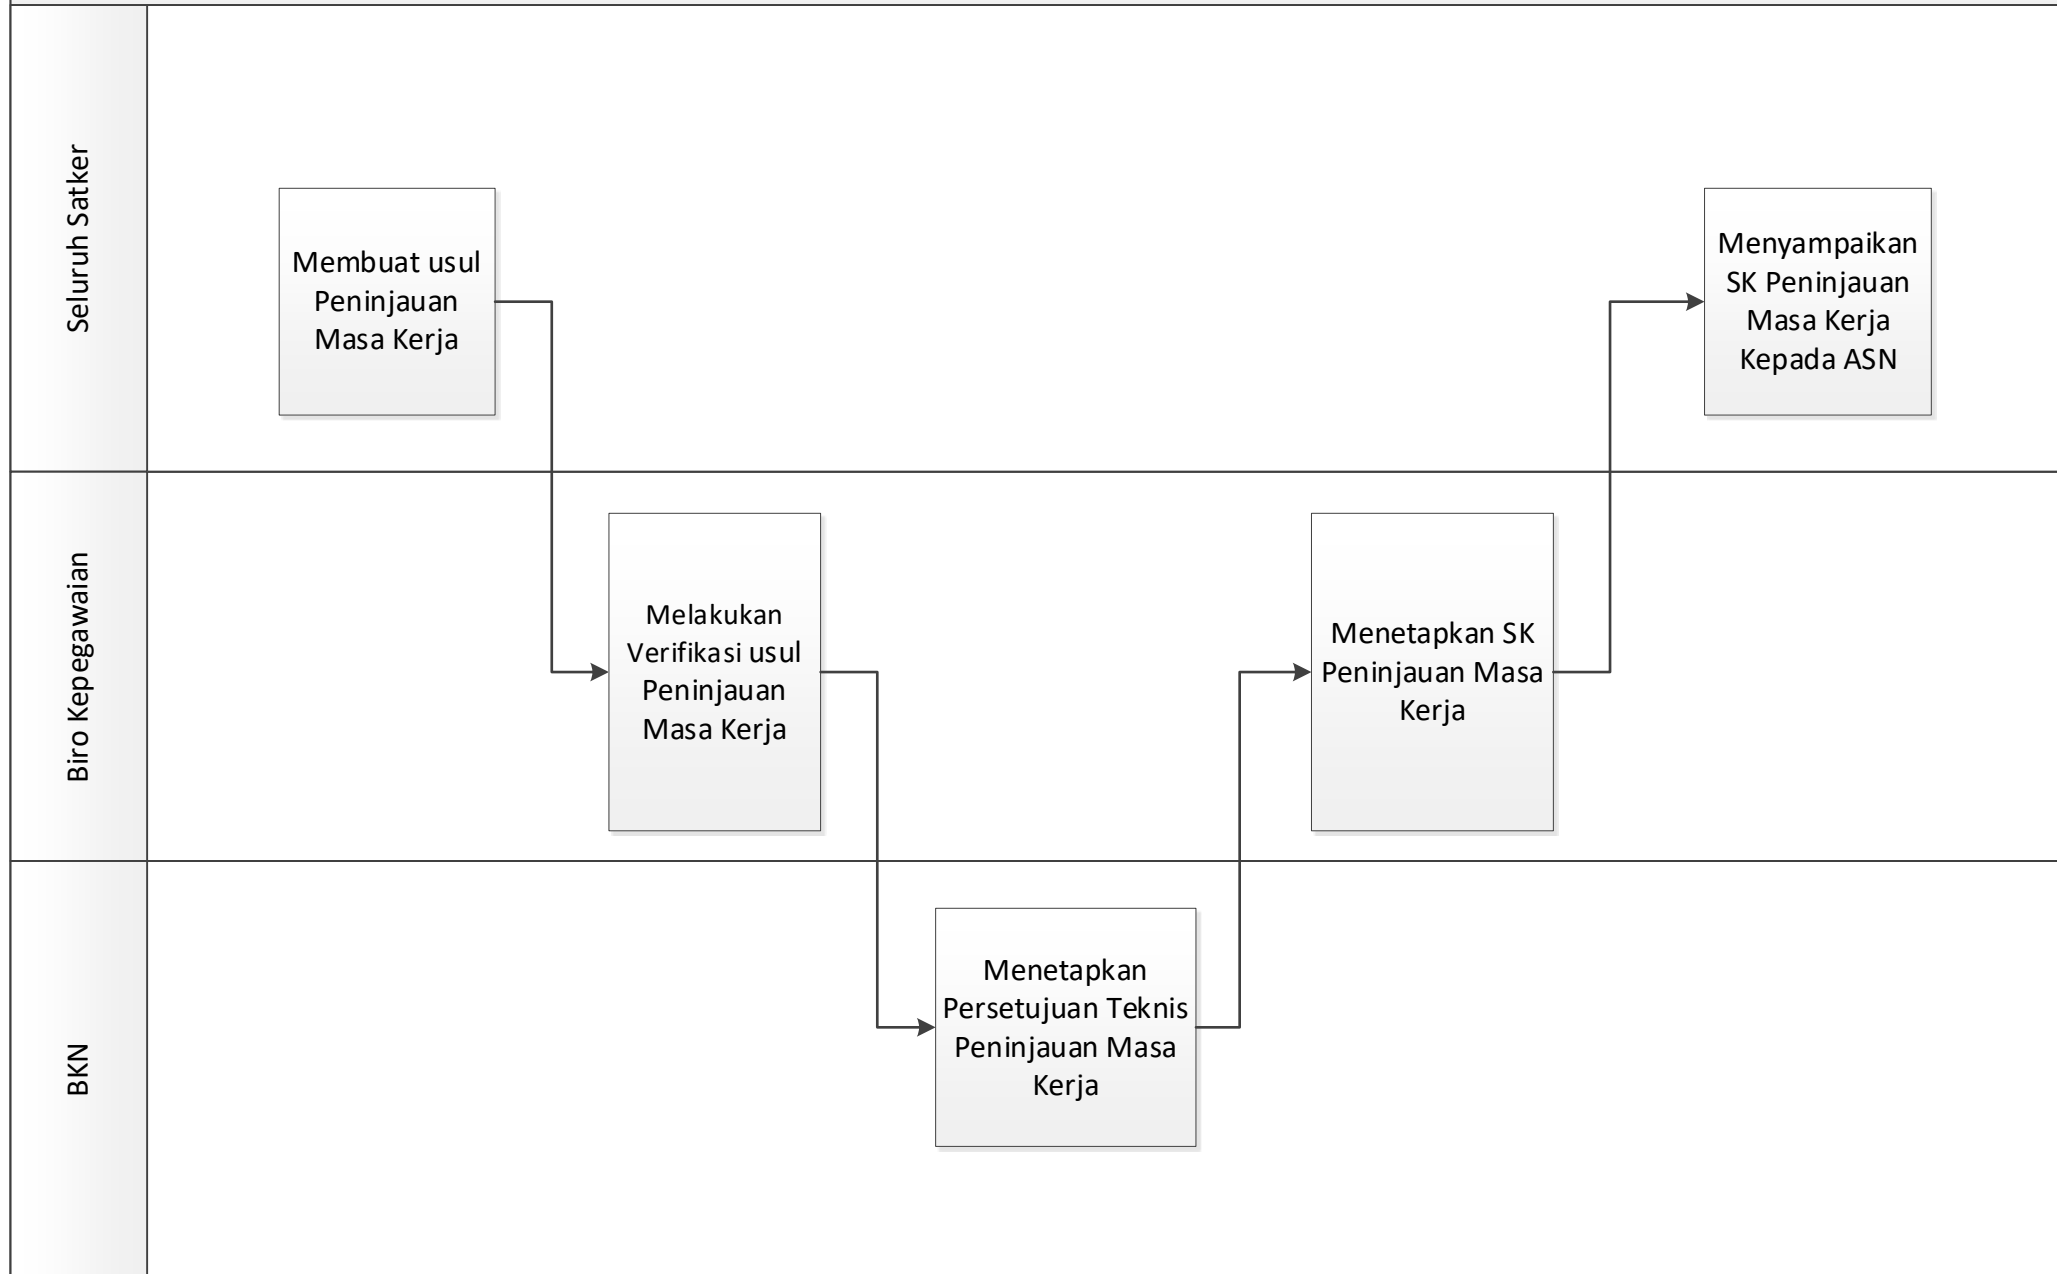 Seluruh Satker
Membuat usul
Peninjauan
Masa Kerja
Menyampaikan
SK Peninjauan
Masa Kerja
Kepada ASN
Biro Kepegawaian
Melakukan
Verifikasi usul
Peninjauan
Masa Kerja
Menetapkan SK
Peninjauan Masa
Kerja
BKN
Menetapkan
Persetujuan Teknis
Peninjauan Masa
Kerja